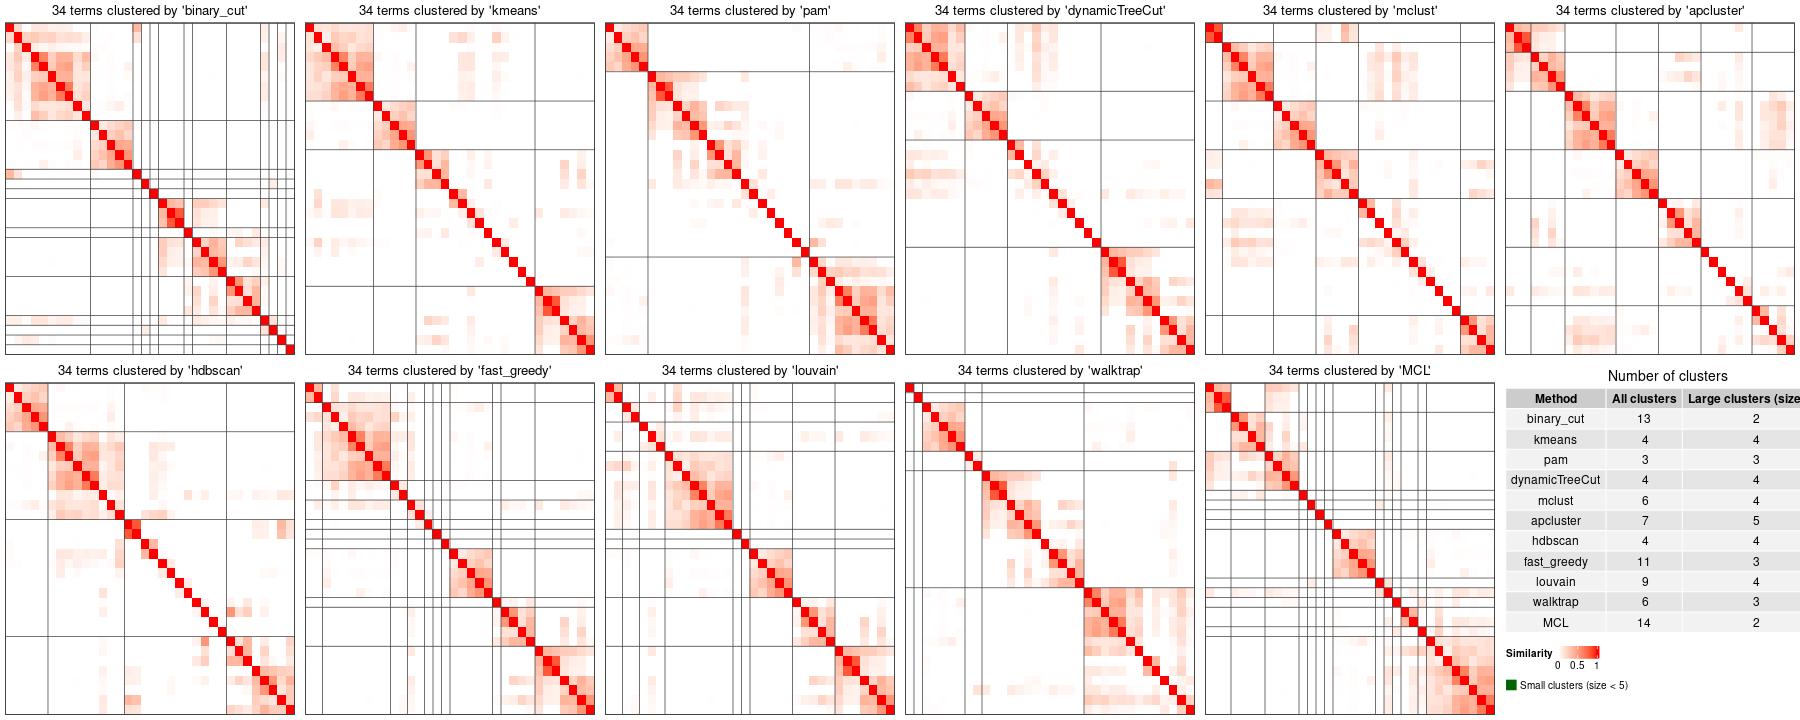 34 terms clustered by 'binary_cut'
34 terms clustered by 'kmeans'
34 terms clustered by 'pam'
34 terms clustered by 'dynamicTreeCut'
34 terms clustered by 'mclust'
34 terms clustered by 'apcluster'
34 terms clustered by 'hdbscan'
34 terms clustered by 'fast_greedy'
34 terms clustered by 'louvain'
34 terms clustered by 'walktrap'
34 terms clustered by 'MCL'
Number of clusters
Method All clusters Large clusters (size
binary_cut 13 2
kmeans 4 4
pam 3 3
dynamicTreeCut 4 4
mclust 6 4
apcluster 7 5
hdbscan 4 4
fast_greedy 11 3
louvain 9 4
walktrap 6 3
MCL 14 2
Similarity
0 0.5 1
Small clusters (size < 5)